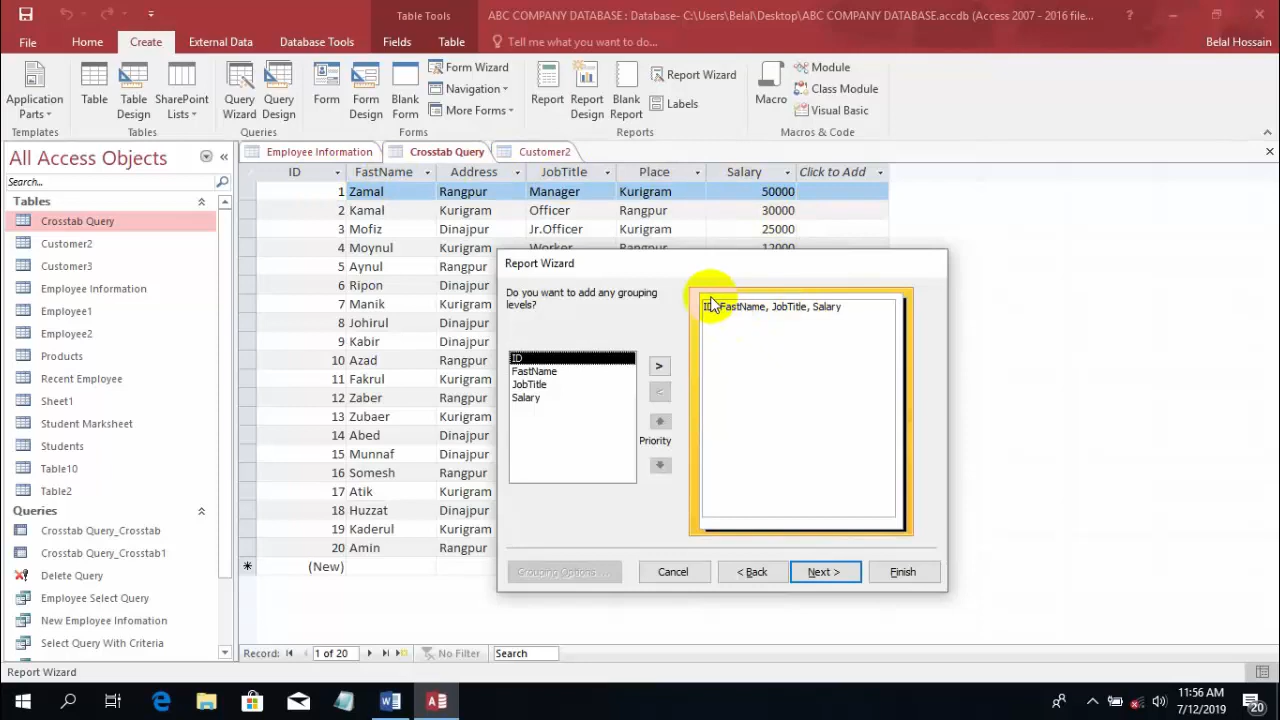 Table Tools
ABC COMPANY DATABASE : Database- C:\Users\Belal\Desktop\ABC COMPANY DATABASE.accdb (Access 2007 - 2016 file...
?
File Home Create External Data Database Tools Fields Table Tell me what you want to do... Belal Hossain
Application Parts
Table
Table Design
SharePoint Lists
Query Wizard
Query Design
Form
Form Design
Blank Form
Form Wizard
Navigation
More Forms
Report
Report Design
Blank Report
Report Wizard
Labels
Macro
Module
Class Module
Visual Basic
Templates Tables Queries Forms Reports Macros & Code
All Access Objects
Search...
Tables
Crosstab Query
Customer2
Customer3
Employee Information
Employee1
Employee2
Products
Recent Employee
Sheet1
Student Marksheet
Students
Table10
Table2
Queries
Crosstab Query_Crosstab
Crosstab Query_Crosstab1
Delete Query
Employee Select Query
New Employee Infomation
Select Query With Criteria
Employee Information Crosstab Query Customer2
ID FastName Address JobTitle Place Salary Click to Add
1 Zamal Rangpur Manager Kurigram 50000
2 Kamal Kurigram Officer Rangpur 30000
3 Mofiz Dinajpur Jr.Officer Kurigram 25000
4 Moynul Kurigram Worker Rangpur 12000
5 Aynul Rangpur
6 Ripon Dinajpur
7 Manik Kurigram
8 Johirul Dinajpur
9 Kabir Dinajpur
10 Azad Rangpur
11 Fakrul Kurigram
12 Zaber Rangpur
13 Zubaer Kurigram
14 Abed Dinajpur
15 Munnaf Dinajpur
16 Somesh Rangpur
17 Atik Kurigram
18 Huzzat Dinajpur
19 Kaderul Kurigram
20 Amin Rangpur
(New)
Report Wizard
Do you want to add any grouping
levels?
ID
FastName
JobTitle
Salary
>
<
Priority
ID, FastName, JobTitle, Salary
Grouping Options ... Cancel < Back Next > Finish
Record: 1 of 20 No Filter Search
Report Wizard
11:56 AM
7/12/2019
20